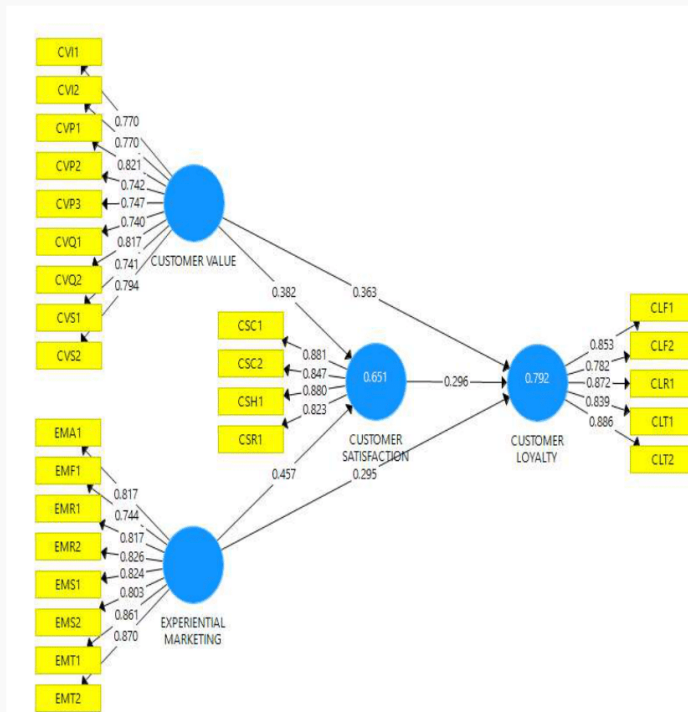 CVI1
CVI2
CVP1
CVP2
CVP3
CVQ1
CVQ2
CVS1
CVS2
0.770
0.770
0.821
0.742
0.747
0.740
0.817
0.741
0.794
CUSTOMER VALUE
0.382
0.363
CSC1
CSC2
CSH1
CSR1
0.881
0.847
0.880
0.823
0.651
CUSTOMER
SATISFACTION
0.296
0.792
CUSTOMER
LOYALTY
0.853
0.782
0.872
0.839
0.886
CLF1
CLF2
CLR1
CLT1
CLT2
0.457
0.295
EMA1
EMF1
EMR1
EMR2
EMS1
EMS2
EMT1
EMT2
0.817
0.744
0.817
0.826
0.824
0.803
0.861
0.870
EXPERIENTIAL
MARKETING